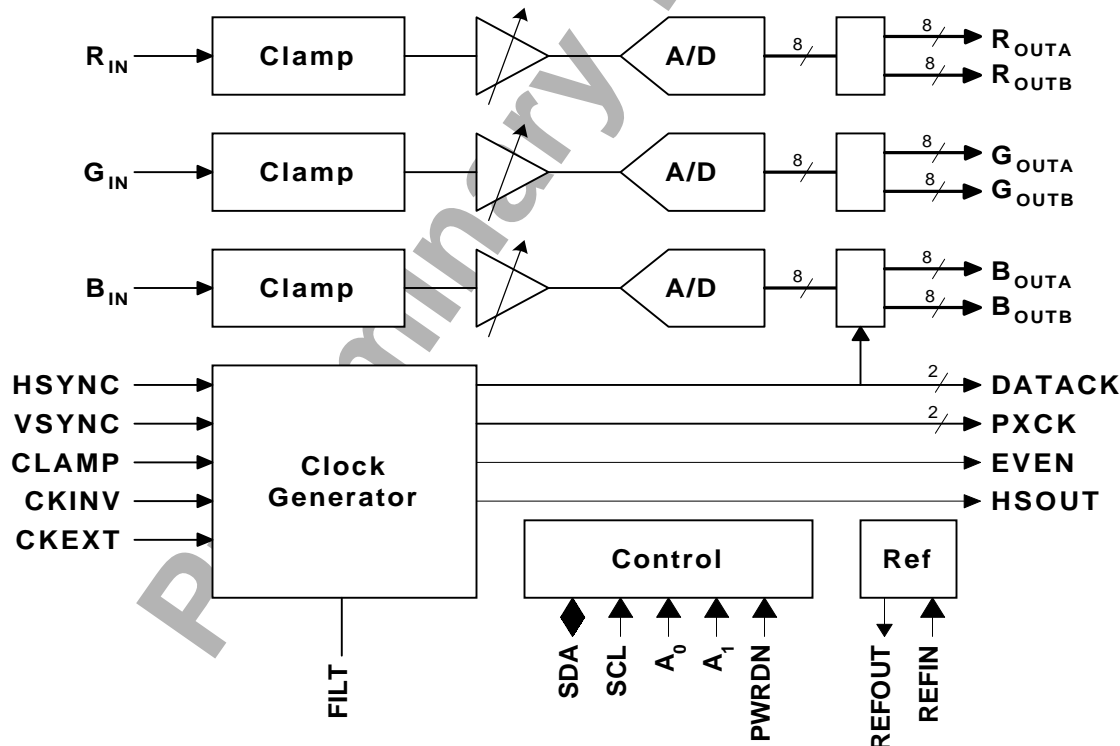 R IN
Clamp
A/D
8
8
R OUTA
8
R OUTB
G IN
Clamp
A/D
8
8
G OUTA
8
G OUTB
B IN
Clamp
A/D
8
8
B OUTA
8
B OUTB
HSYNC
VSYNC
CLAMP
CKINV
CKEXT
Clock
Generator
2
DATACK
2
PXCK
EVEN
HSOUT
Control
Ref
FILT
SDA
SCL
A0
A1
PWRDN
REFOUT
REFIN